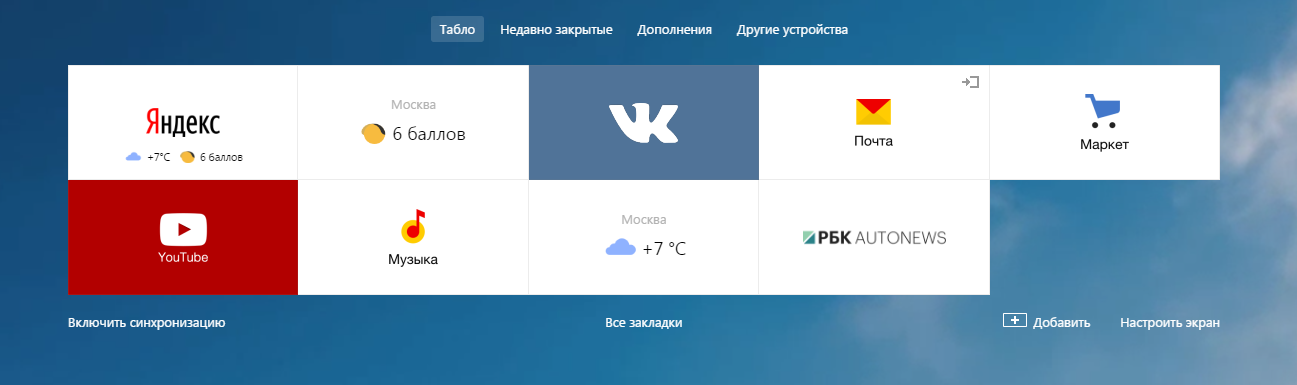 Табло Недавно закрытые Дополнения Другие устройства
Яндекс
+7°C 6 баллов
Москва
6 баллов
Почта
Маркет
YouTube
Музыка
Москва
+7 °C
РБК AUTONEWS
Включить синхронизацию Все закладки Добавить Настроить экран